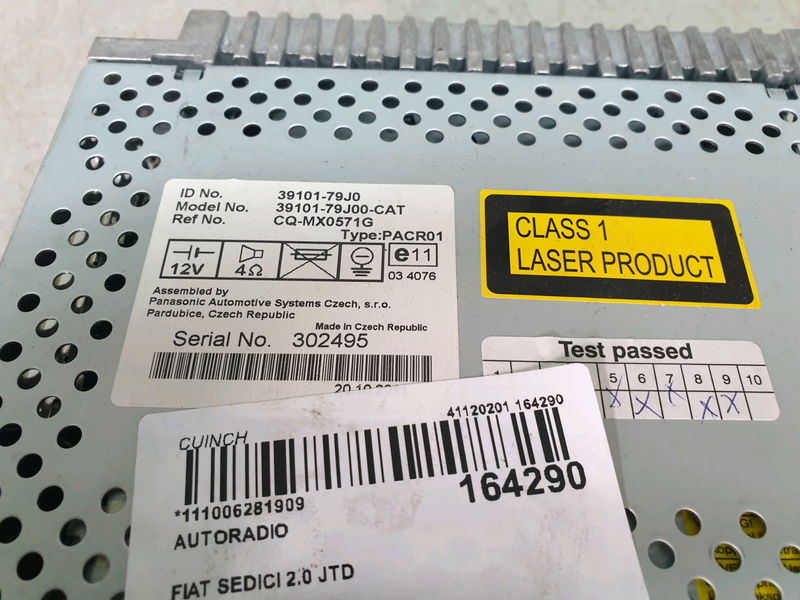 ID No. 39101-79J0
Model No. 39101-79J00-CAT
Ref No. CQ-MX0571G
Type:PACR01
12V 4Ω e11
03 4076
Assembled by
Panasonic Automotive Systems Czech, s.r.o.
Pardubice, Czech Republic
Made in Czech Republic
Serial No. 302495
20.10
CLASS 1
LASER PRODUCT
Test passed
5 6 7 8 9 10
X X X X X
41120201 164290
CUINCH
164290
*111006281909
AUTORADIO
FIAT SEDICI 2.0 JTD